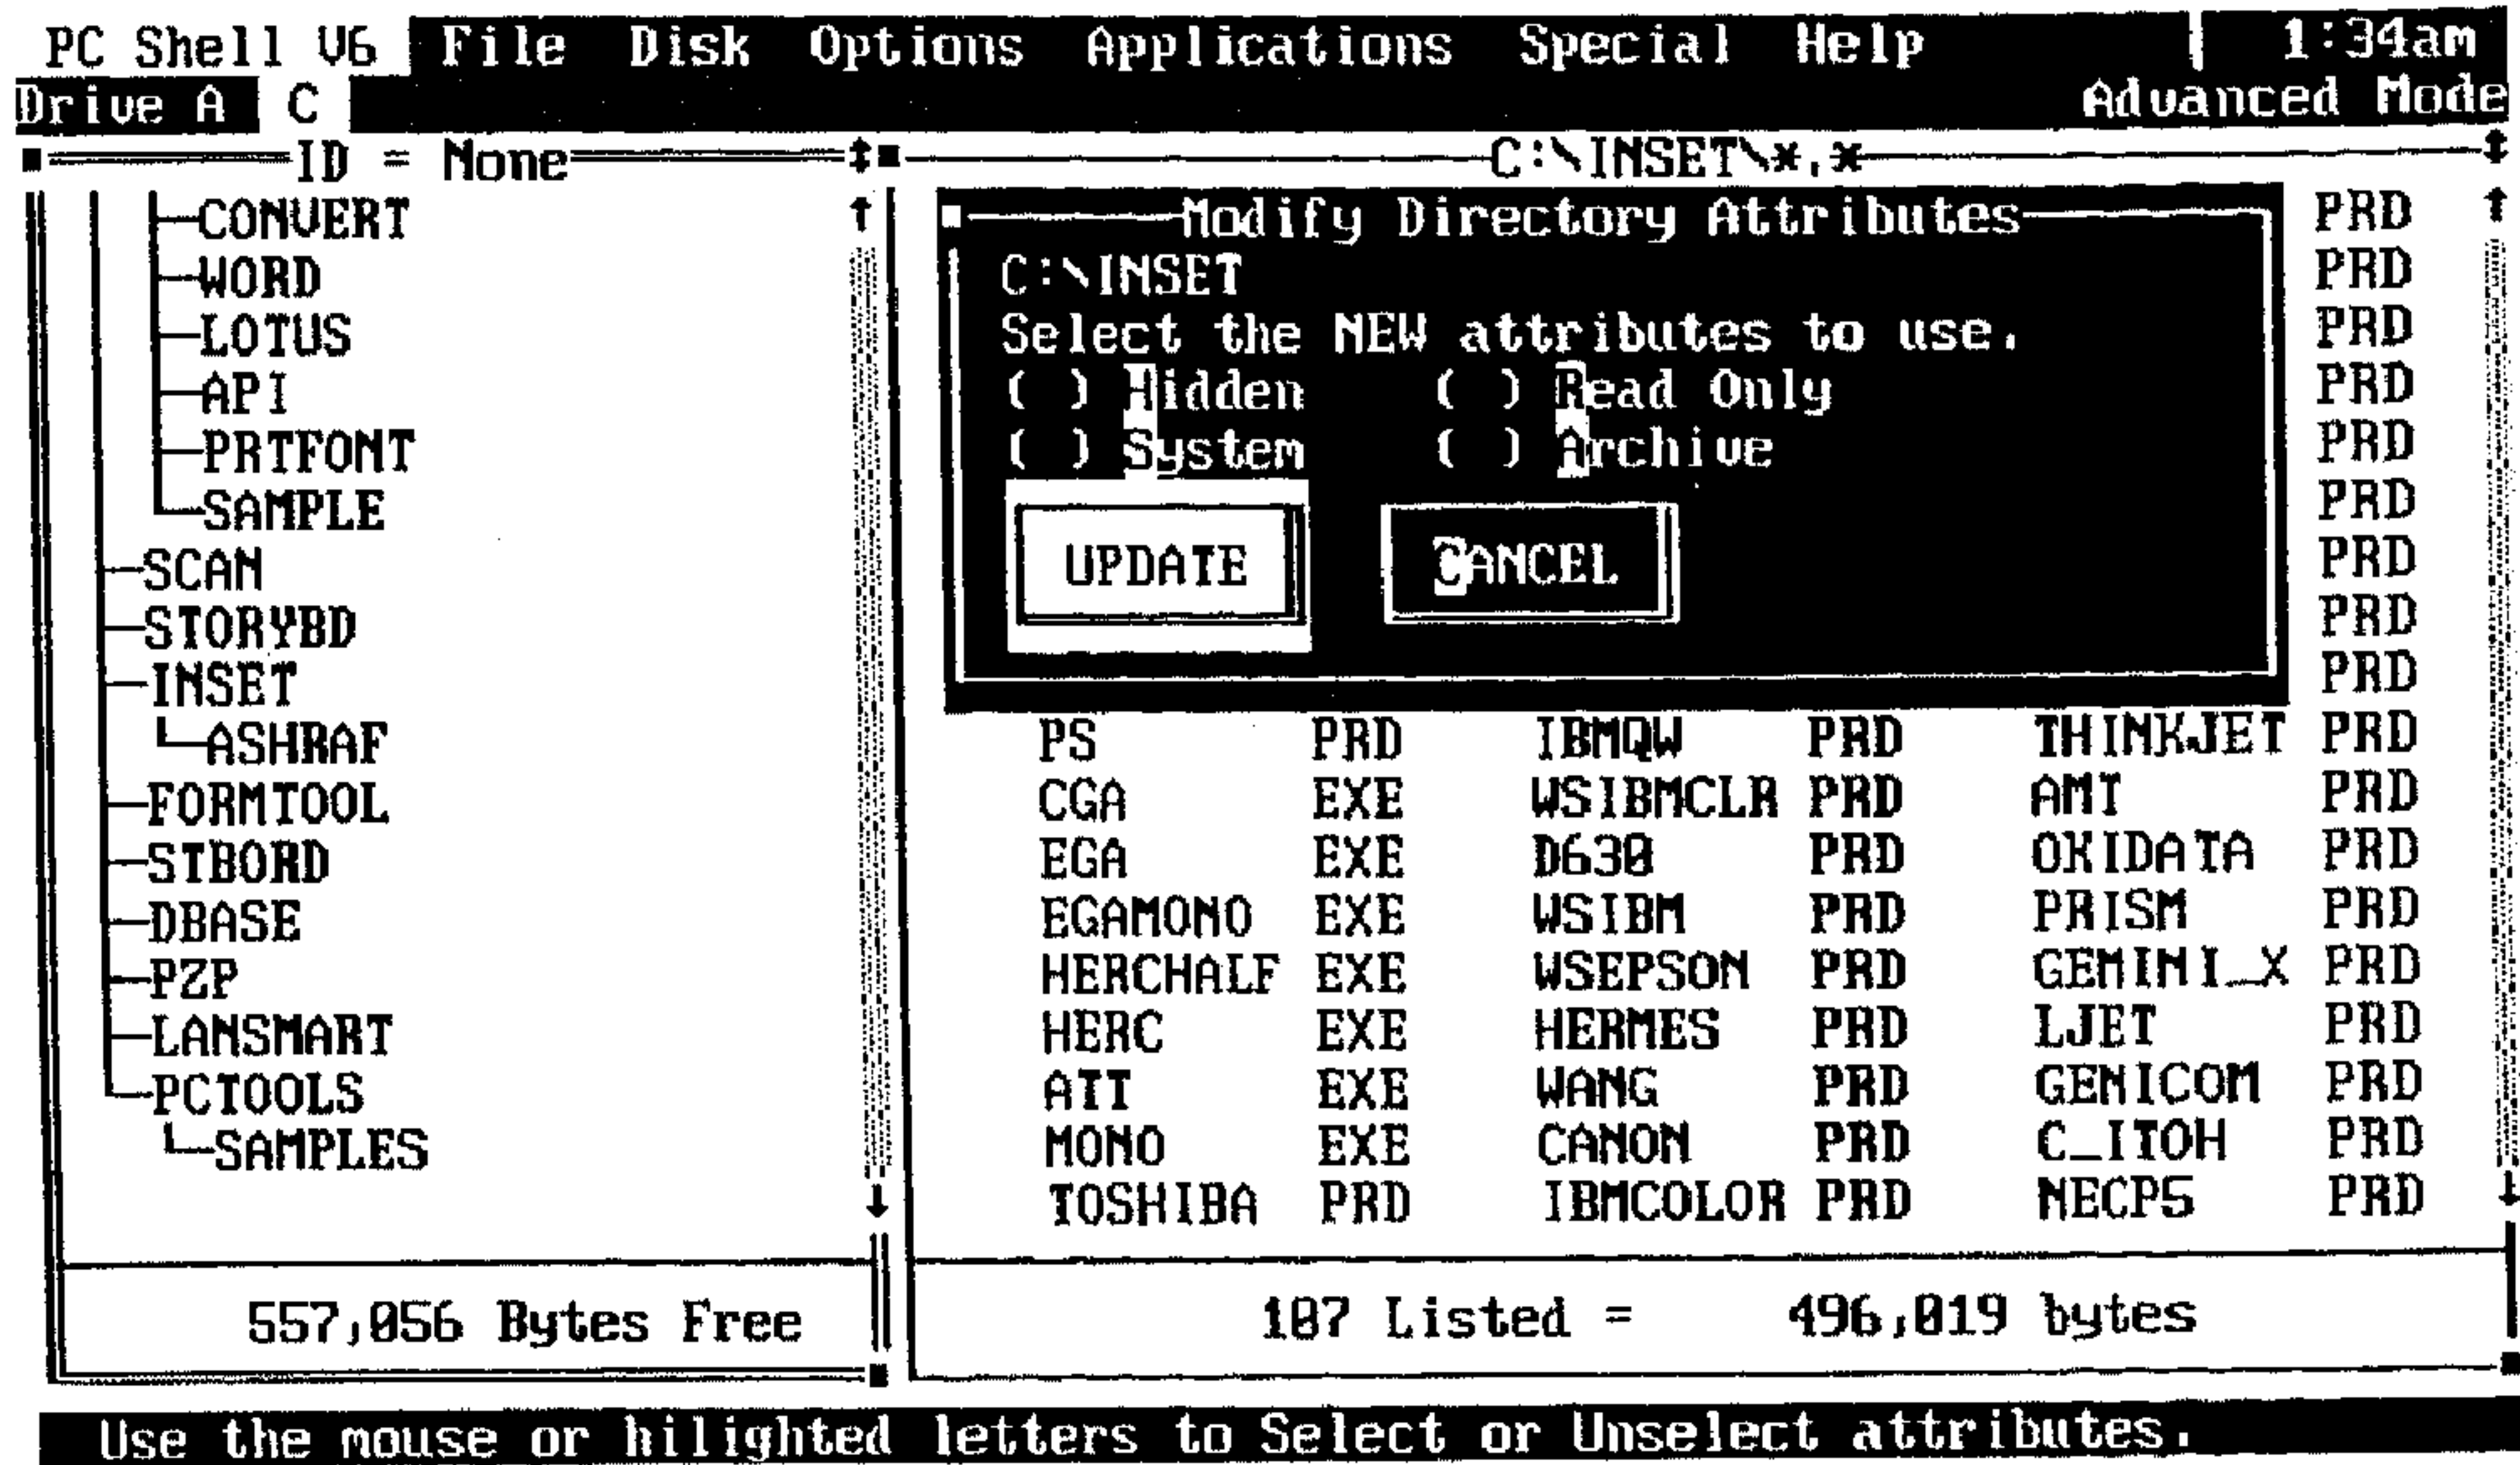 PC Shell V6 File Disk Options Applications Special Help 1:34am
Drive A C Advanced Mode
ID = None
CONVERT
WORD
LOTUS
API
PRTFONT
SAMPLE
SCAN
STORYBD
INSET
ASHRAF
FORMTOOL
STBORD
DBASE
PZP
LANSMART
PCTOOLS
SAMPLES
557,056 Bytes Free
C:\INSET\*.*
Modify Directory Attributes
C:\INSET
Select the NEW attributes to use.
( ) Hidden ( ) Read Only
( ) System ( ) Archive
UPDATE CANCEL
PRD
PRD
PRD
PRD
PRD
PRD
PRD
PRD
PRD
PS PRD IBMQW PRD THINKJET PRD
CGA EXE WSIBMCLR PRD AMT PRD
EGA EXE D630 PRD OKIDATA PRD
EGAMONO EXE WSIBM PRD PRISM PRD
HERCHALF EXE WSEPSON PRD GEMINI_X PRD
HERC EXE HERMES PRD LJET PRD
ATT EXE WANG PRD GENICOM PRD
MONO EXE CANON PRD C_ITOH PRD
TOSHIBA PRD IBMCOLOR PRD NECP5 PRD
107 Listed = 496,019 bytes
Use the mouse or hilighted letters to Select or Unselect attributes.